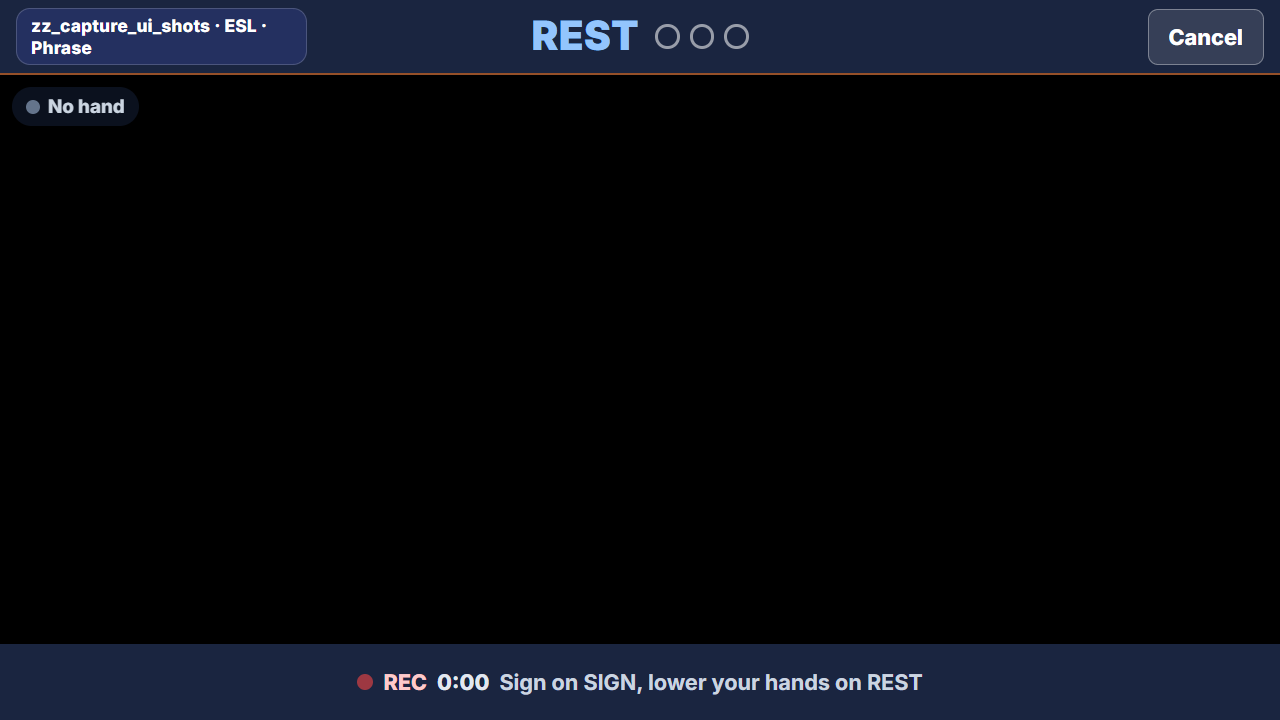 zz_capture_ui_shots · ESL ·
Phrase
REST
Cancel
No hand
REC 0:00 Sign on SIGN, lower your hands on REST